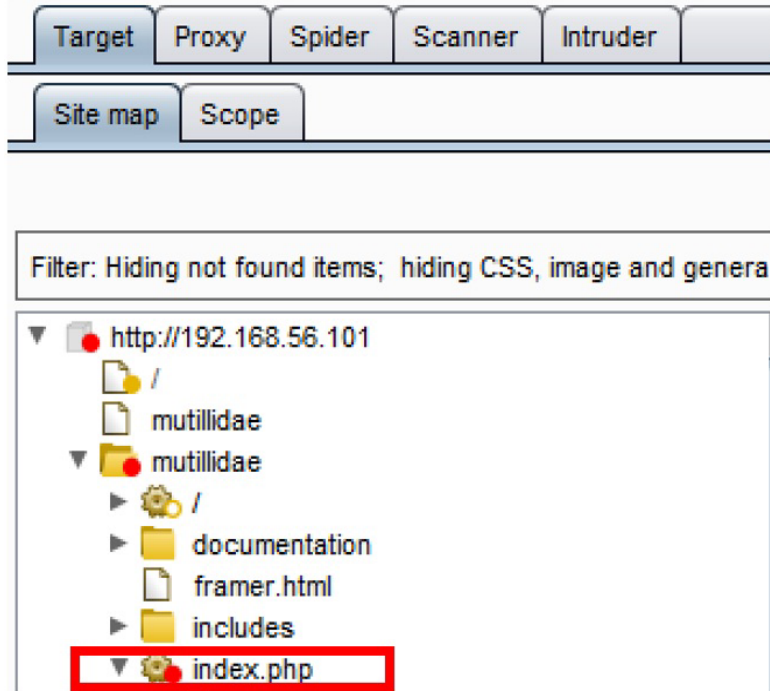 Target Proxy Spider Scanner Intruder
Site map Scope
Filter: Hiding not found items; hiding CSS, image and genera
http://192.168.56.101
/
mutillidae
mutillidae
/
documentation
framer.html
includes
index.php